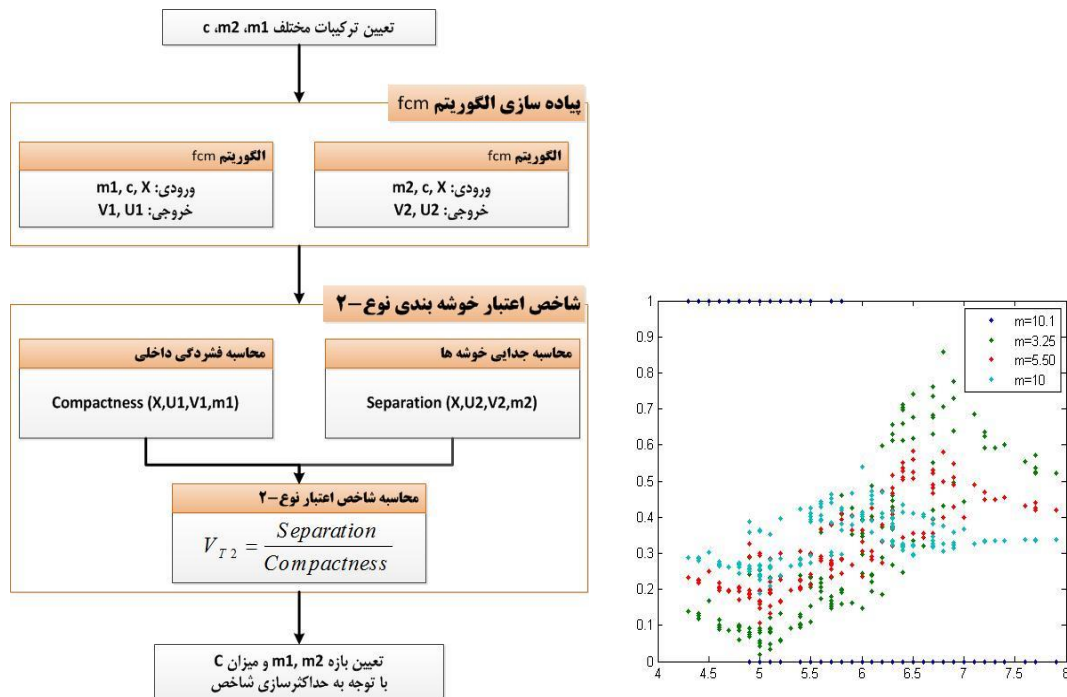 تعیین ترکیبات مختلف c ،m2 ،m1
پیاده سازی الگوریتم fcm
الگوریتم fcm
ورودی: m1, c, X
خروجی: V1, U1
الگوریتم fcm
ورودی: m2, c, X
خروجی: V2, U2
شاخص اعتبار خوشه بندی نوع-۲
محاسبه فشردگی داخلی
Compactness (X,U1,V1,m1)
محاسبه جدایی خوشه ها
Separation (X,U2,V2,m2)
محاسبه شاخص اعتبار نوع-۲
V_{T2} = Separation / Compactness
تعیین بازه m1, m2 و میزان C
با توجه به حداکثرسازی شاخص
1
0.9
0.8
0.7
0.6
0.5
0.4
0.3
0.2
0.1
0
4
4.5
5
5.5
6
6.5
7
7.5
8
m=10.1
m=3.25
m=5.50
m=10